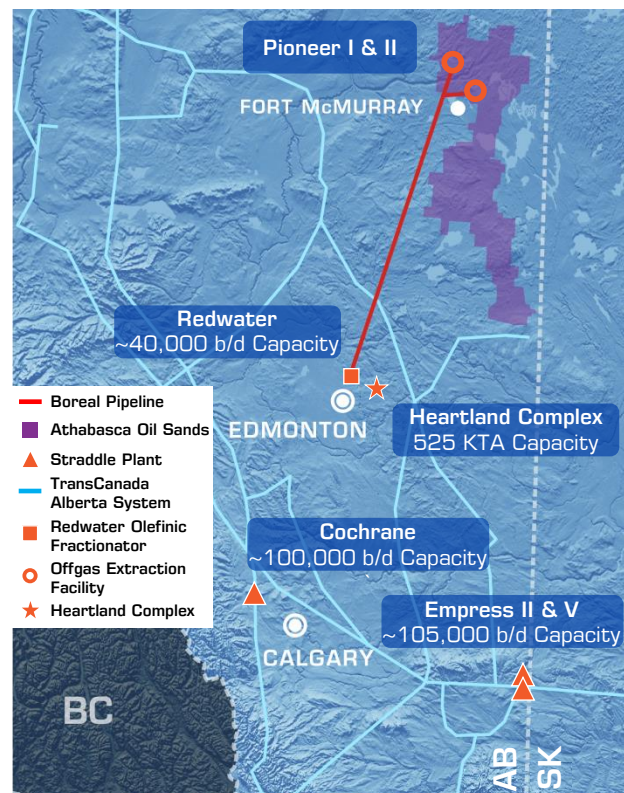 Pioneer I & II
FORT McMURRAY
Redwater
~40,000 b/d Capacity
EDMONTON
Heartland Complex
525 KTA Capacity
Boreal Pipeline
Athabasca Oil Sands
Straddle Plant
TransCanada
Alberta System
Redwater Olefinic
Fractionator
Offgas Extraction
Facility
Heartland Complex
Cochrane
~100,000 b/d Capacity
Empress II & V
~105,000 b/d Capacity
CALGARY
BC
AB
SK